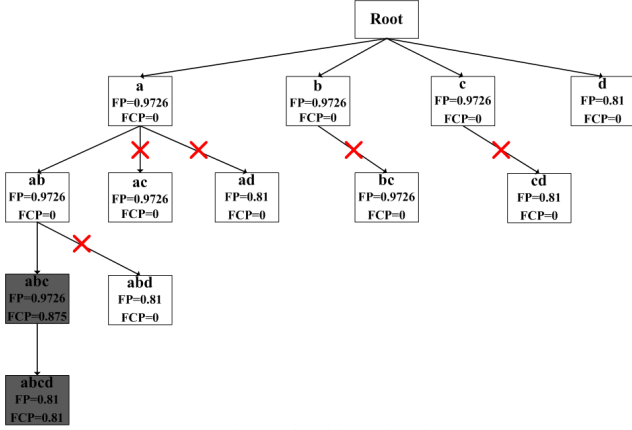 Root
a
FP=0.9726
FCP=0
b
FP=0.9726
FCP=0
c
FP=0.9726
FCP=0
d
FP=0.81
FCP=0
ab
FP=0.9726
FCP=0
ac
FP=0.9726
FCP=0
ad
FP=0.81
FCP=0
bc
FP=0.9726
FCP=0
cd
FP=0.81
FCP=0
abc
FP=0.9726
FCP=0.875
abd
FP=0.81
FCP=0
abcd
FP=0.81
FCP=0.81